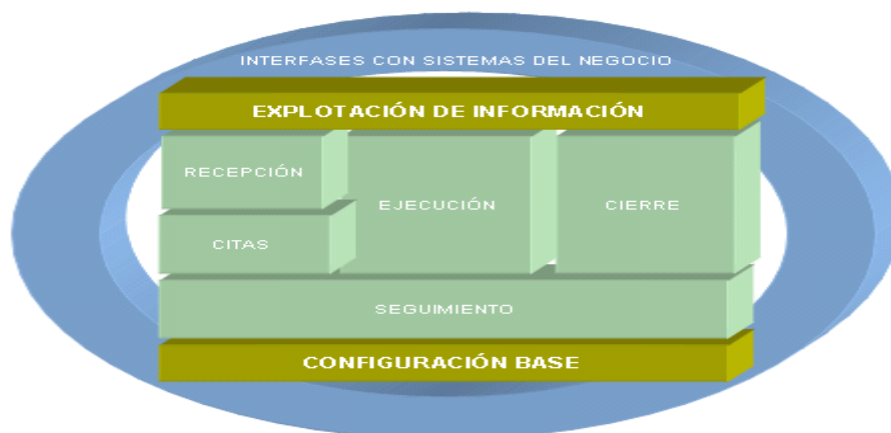 INTERFASES CON SISTEMAS DEL NEGOCIO
EXPLOTACIÓN DE INFORMACIÓN
RECEPCIÓN
EJECUCIÓN
CIERRE
CITAS
SEGUIMIENTO
CONFIGURACIÓN BASE